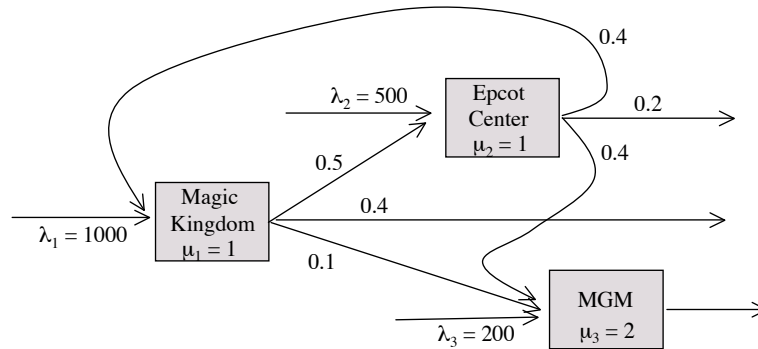 0.4
λ₂ = 500
Epcot
Center
μ₂ = 1
0.2
0.4
0.5
Magic
Kingdom
μ₁ = 1
0.4
λ₁ = 1000
0.1
MGM
μ₃ = 2
λ₃ = 200